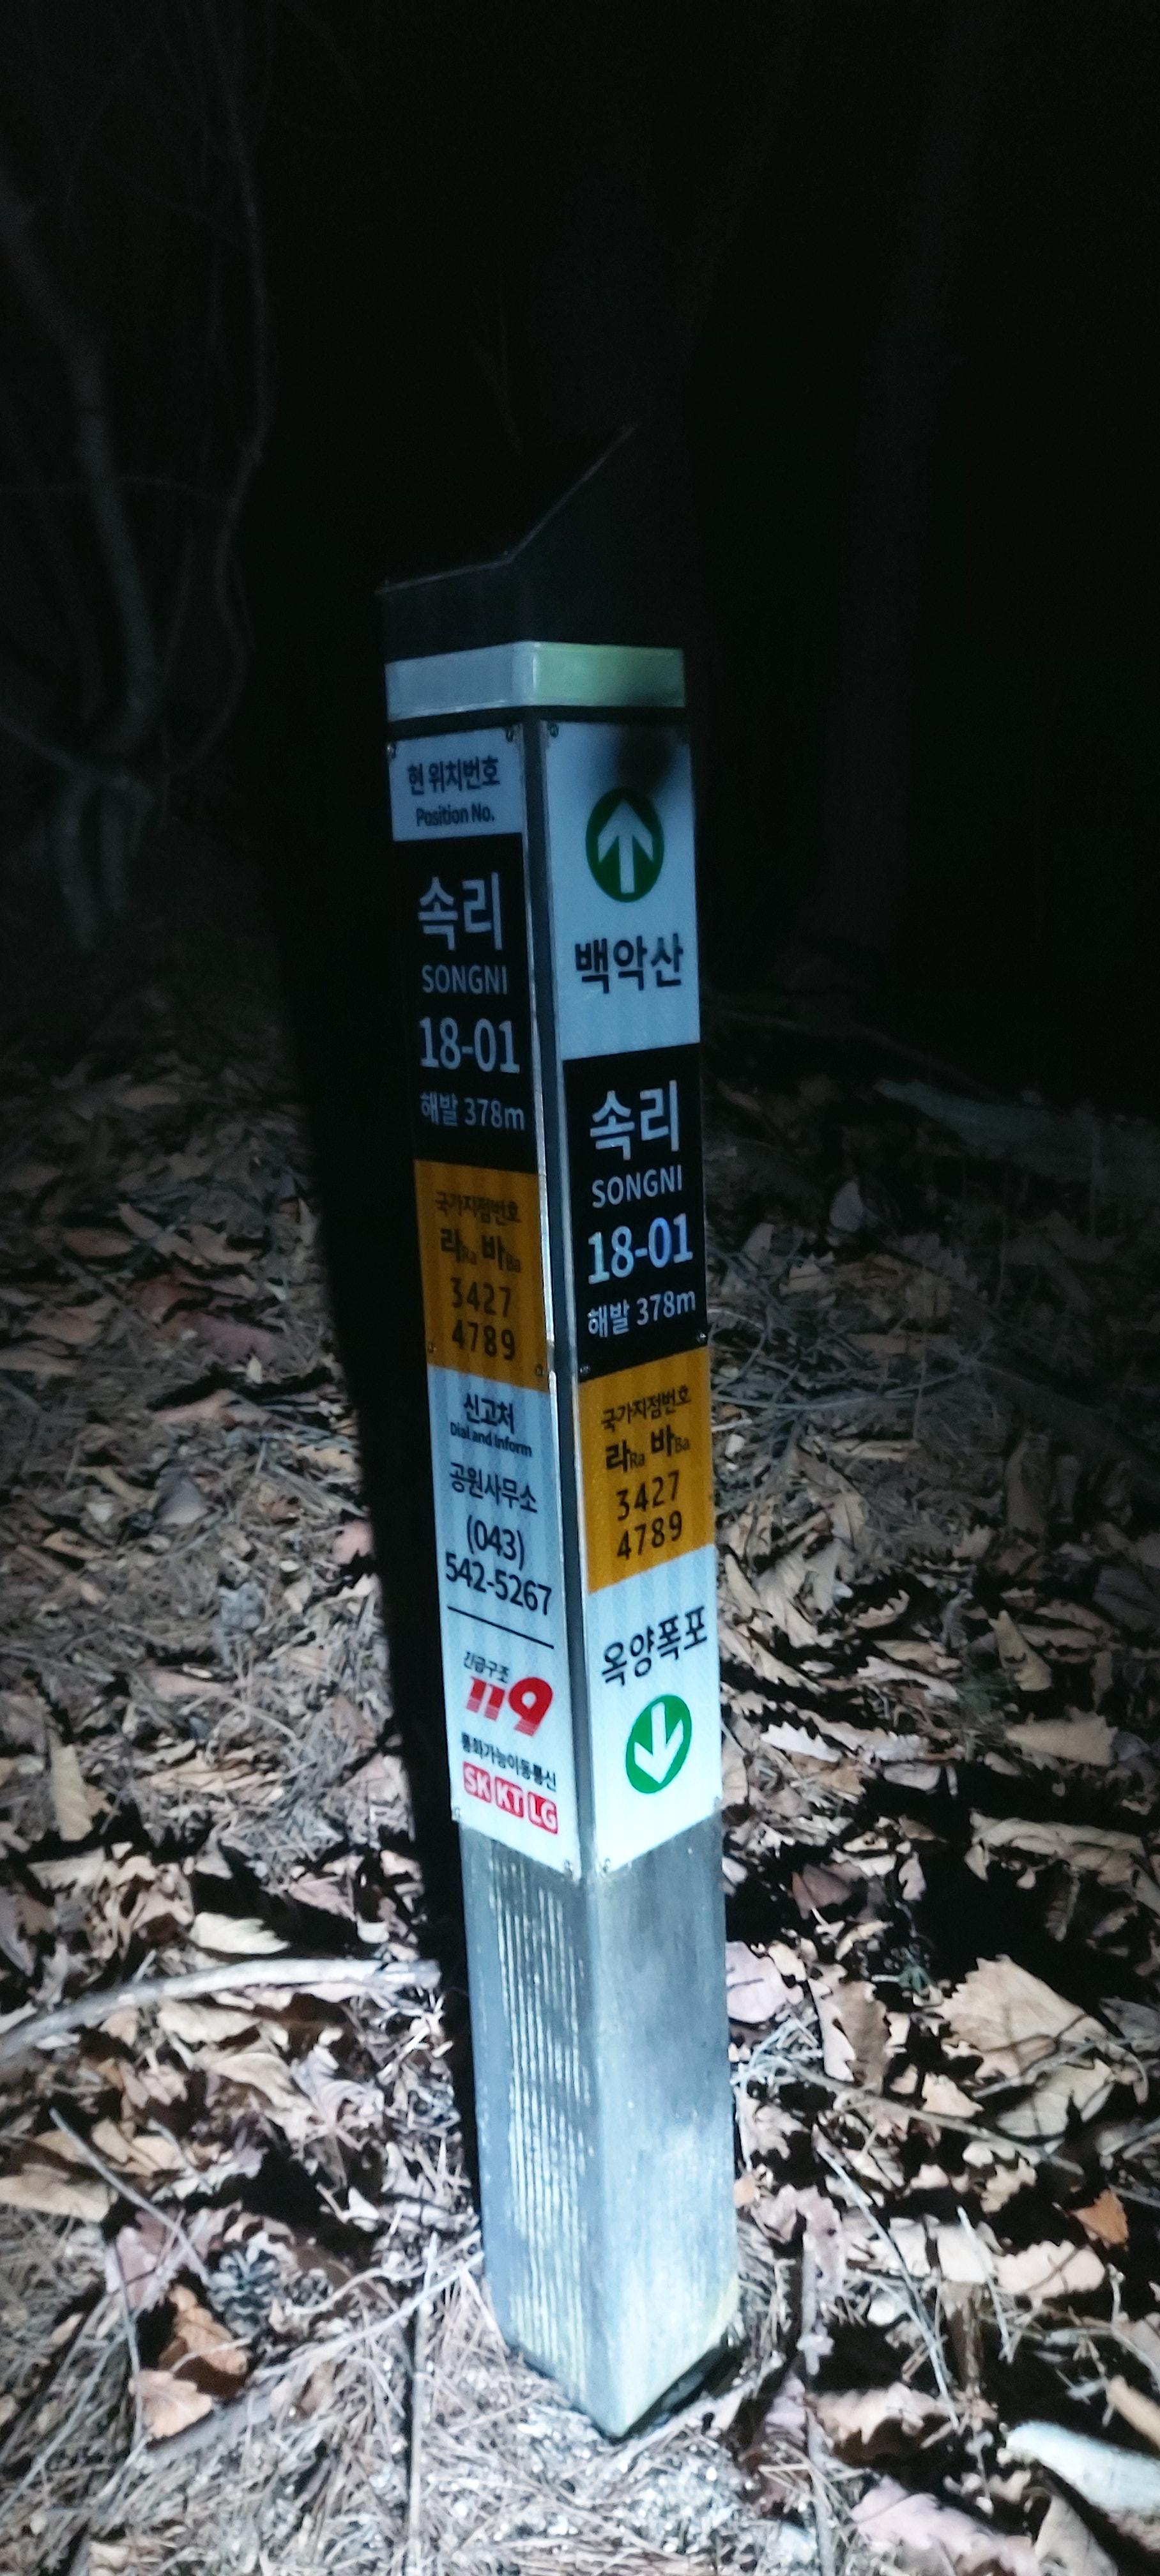 현 위치번호
Position No.
속리
SONGNI
18-01
해발 378m
국가지점번호
라Ra 바Ba
3427
4789
신고처
Dial and Inform
공원사무소
(043)
542-5267
긴급구조
119
통화가능이동통신
SK KT LG
백악산
속리
SONGNI
18-01
해발 378m
국가지점번호
라Ra 바Ba
3427
4789
옥양폭포